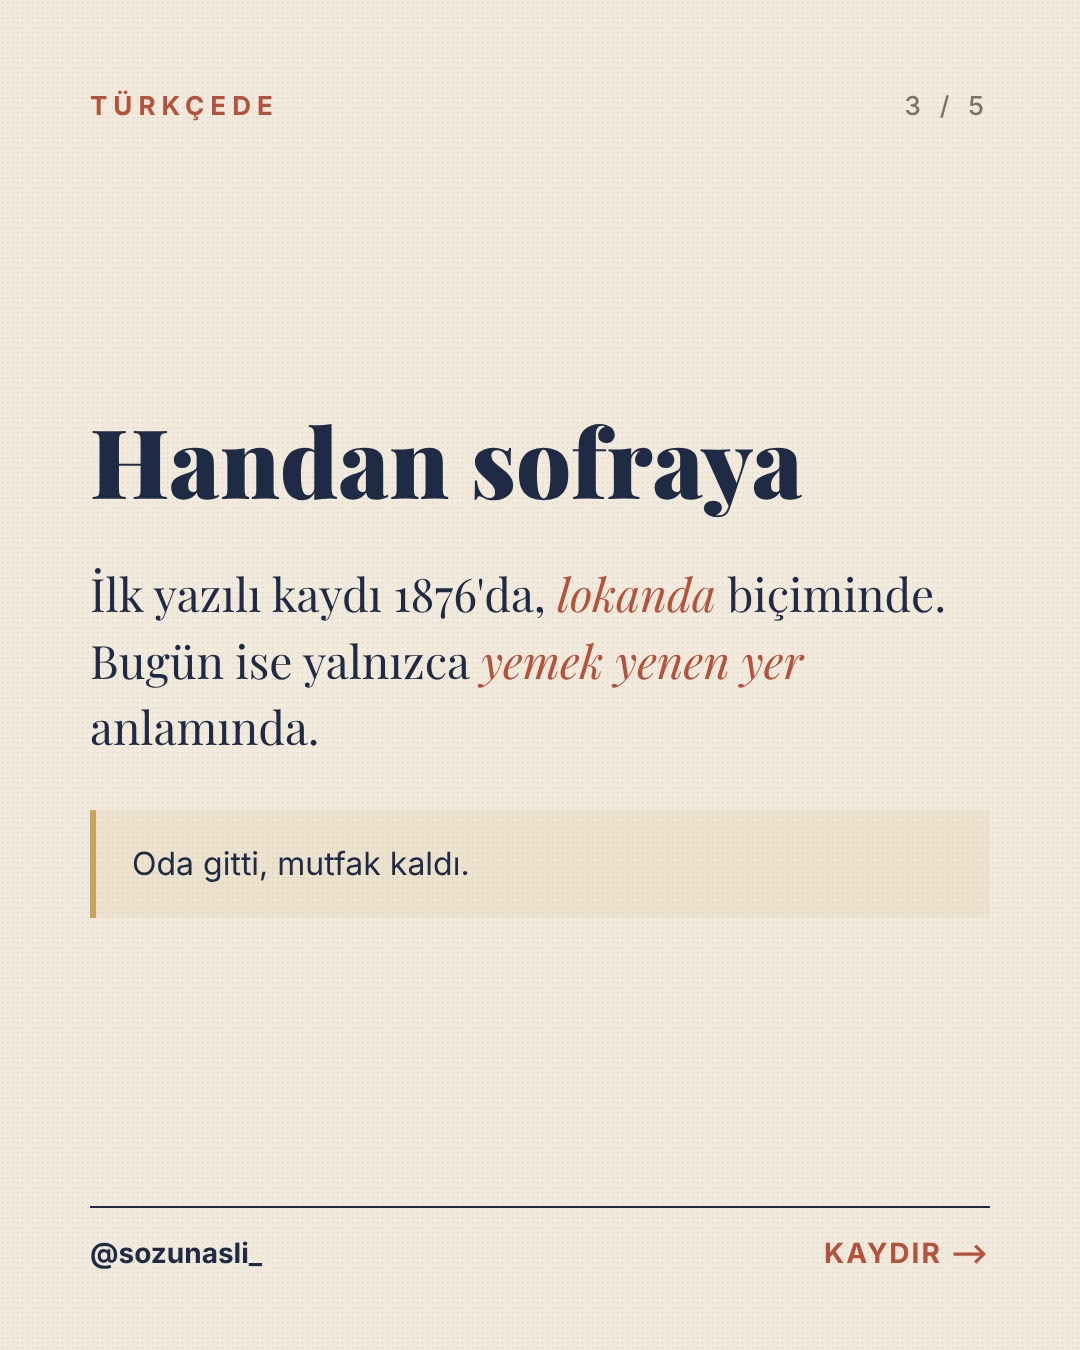 TÜRKÇEDE
3 / 5
Handan sofraya
İlk yazılı kaydı 1876'da, lokanda biçiminde.
Bugün ise yalnızca yemek yenen yer
anlamında.
Oda gitti, mutfak kaldı.
@sozunasli_
KAYDIR →